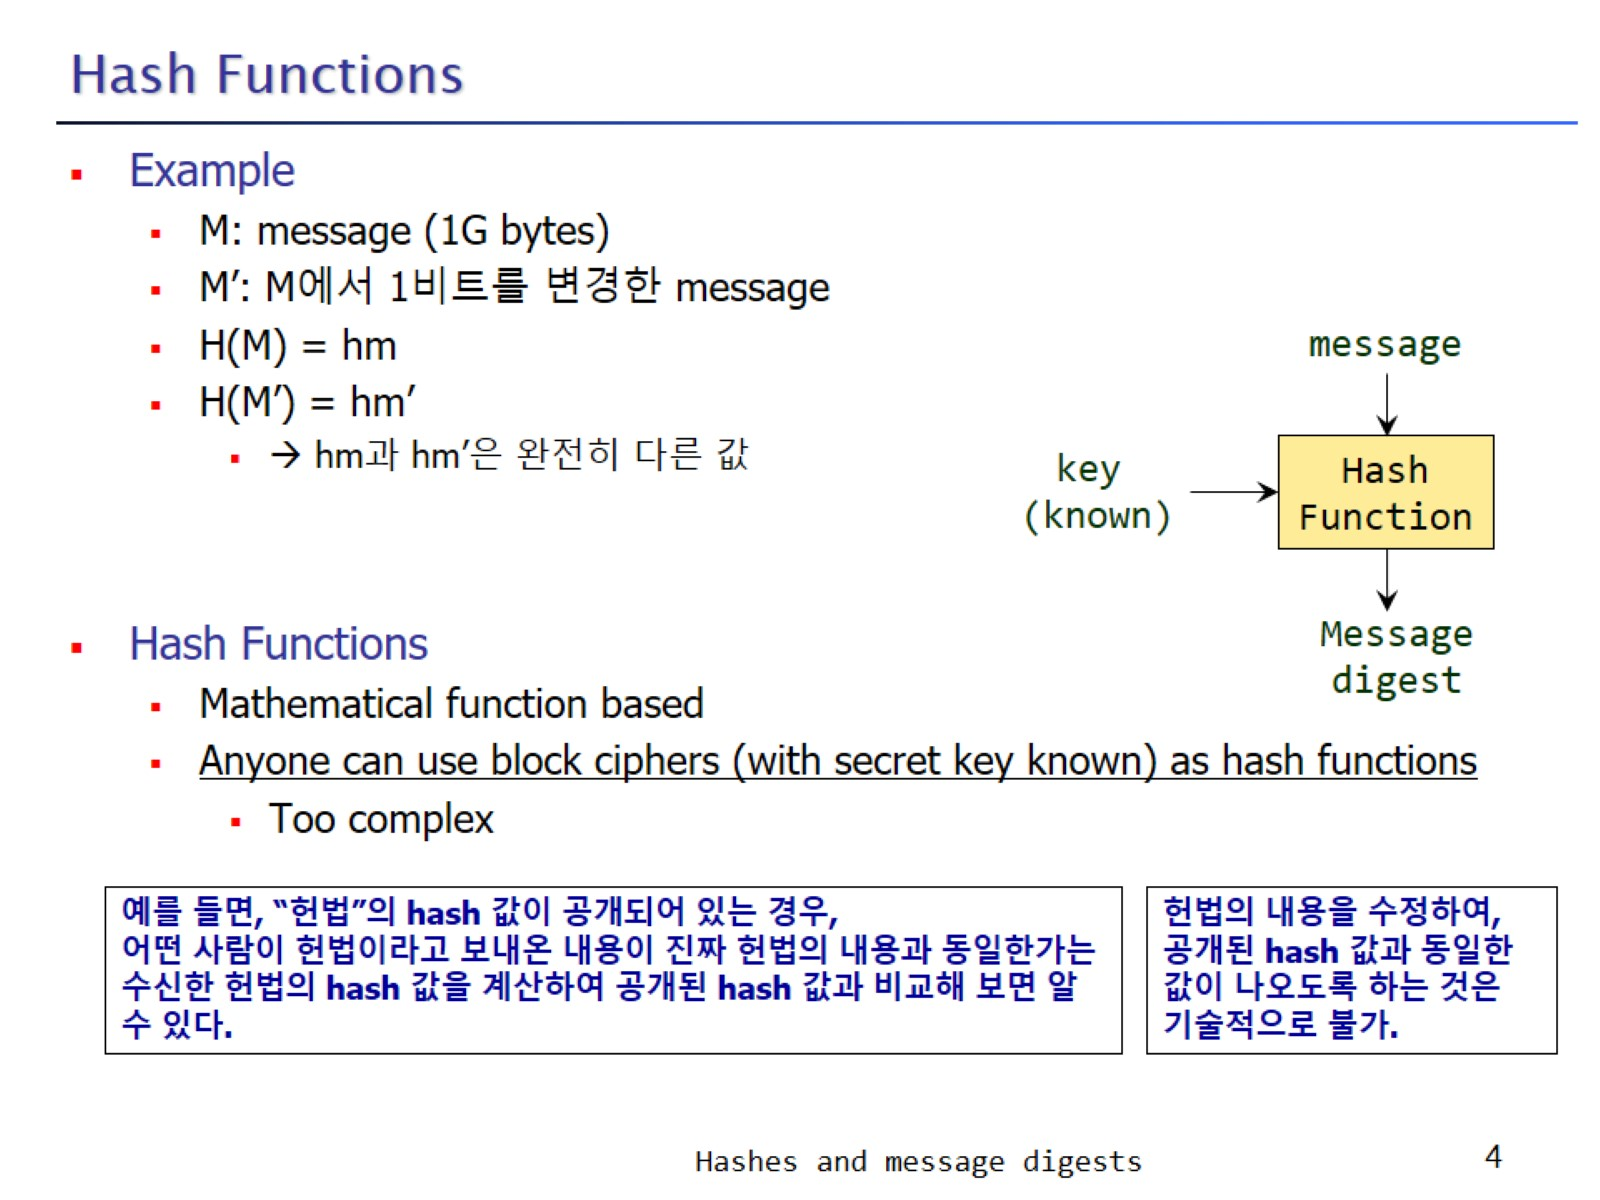 Hash Functions
Example
M: message (1G bytes)
M’: M에서 1비트를 변경한 message
H(M) = hm
H(M’) = hm’
→ hm과 hm’은 완전히 다른 값
message
key
(known)
Hash
Function
Message
digest
Hash Functions
Mathematical function based
Anyone can use block ciphers (with secret key known) as hash functions
Too complex
예를 들면, “헌법”의 hash 값이 공개되어 있는 경우,
어떤 사람이 헌법이라고 보내온 내용이 진짜 헌법의 내용과 동일한가는
수신한 헌법의 hash 값을 계산하여 공개된 hash 값과 비교해 보면 알
수 있다.
헌법의 내용을 수정하여,
공개된 hash 값과 동일한
값이 나오도록 하는 것은
기술적으로 불가.
Hashes and message digests
4